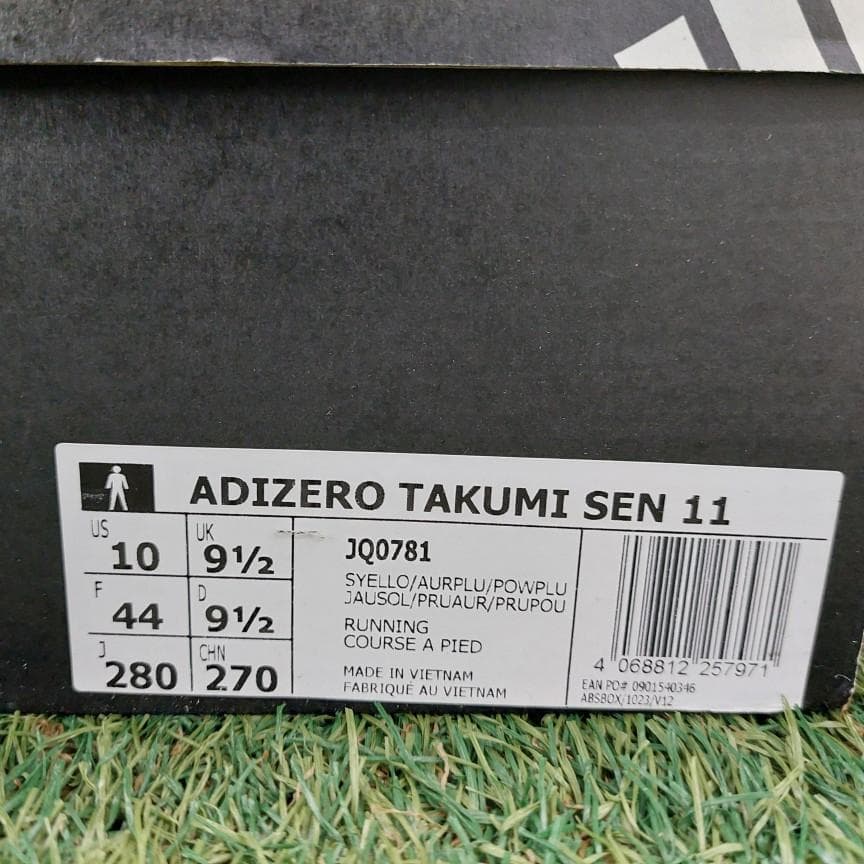 ADIZERO TAKUMI SEN 11
US 10 UK 9½
F 44 D 9½
J 280 CHN 270
JQ0781
SYELLO/AURPLU/POWPLU
JAUSOL/PRUAUR/PRUPOU
RUNNING
COURSE A PIED
MADE IN VIETNAM
FABRIQUÉ AU VIETNAM
4 068812 257971
EAN PO# 0901540346
ABSBOX/1023/V12